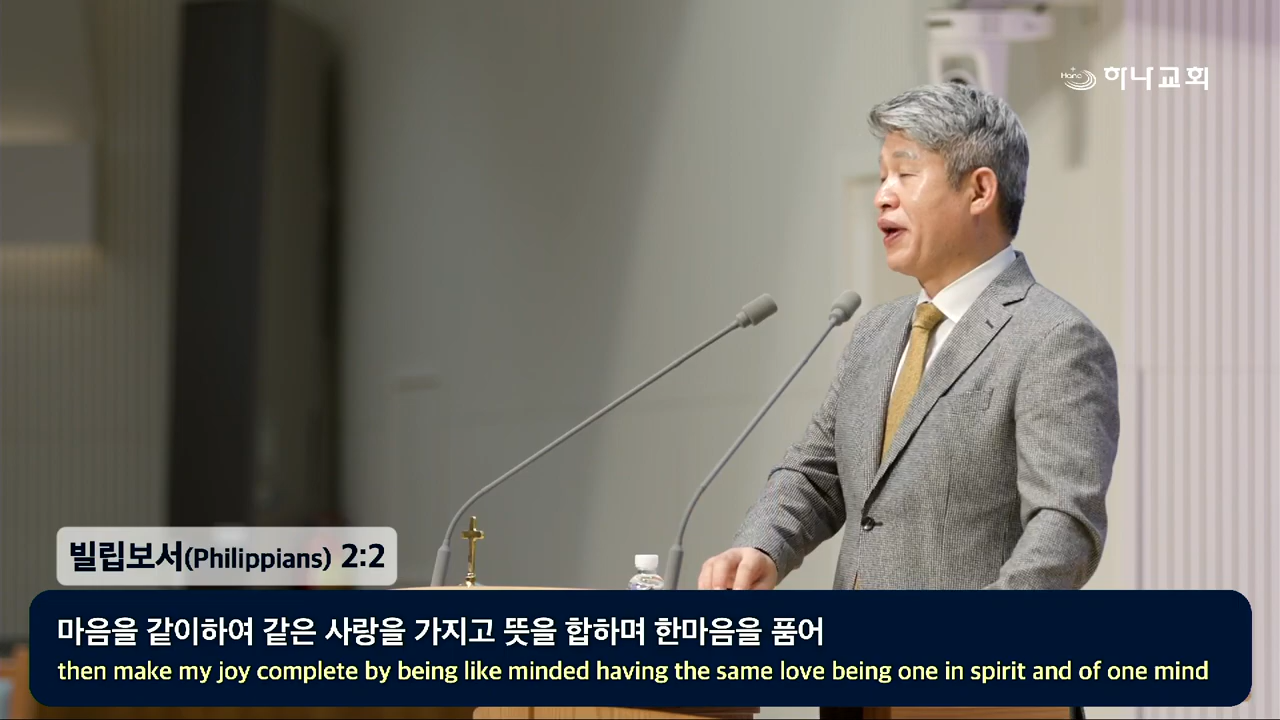 Hana 하나교회
빌립보서(Philippians) 2:2
마음을 같이하여 같은 사랑을 가지고 뜻을 합하며 한마음을 품어
then make my joy complete by being like minded having the same love being one in spirit and of one mind